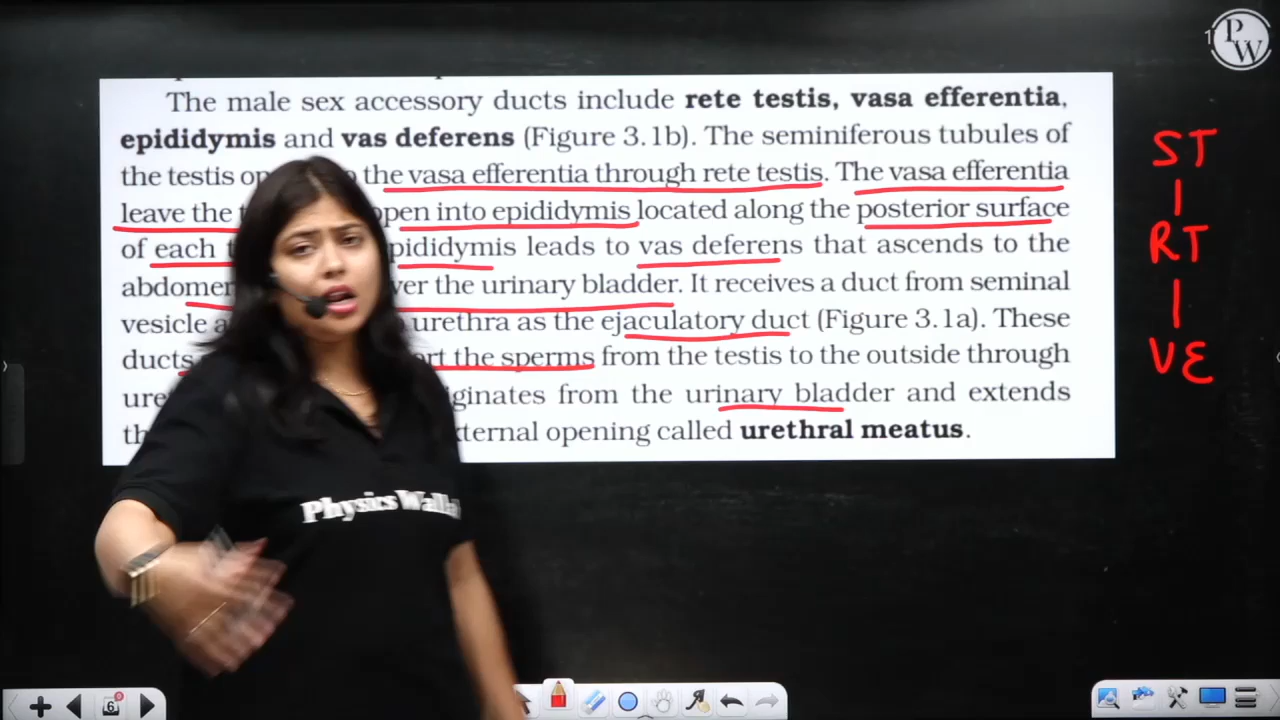 The male sex accessory ducts include rete testis, vasa efferentia,
epididymis and vas deferens (Figure 3.1b). The seminiferous tubules of
the testis op the vasa efferentia through rete testis. The vasa efferentia
leave the open into epididymis located along the posterior surface
of each pididymis leads to vas deferens that ascends to the
abdomen ver the urinary bladder. It receives a duct from seminal
vesicle a urethra as the ejaculatory duct (Figure 3.1a). These
ducts rt the sperms from the testis to the outside through
ure ginates from the urinary bladder and extends
th xternal opening called urethral meatus.
ST
RT
VE
PW
Physics Walla
6